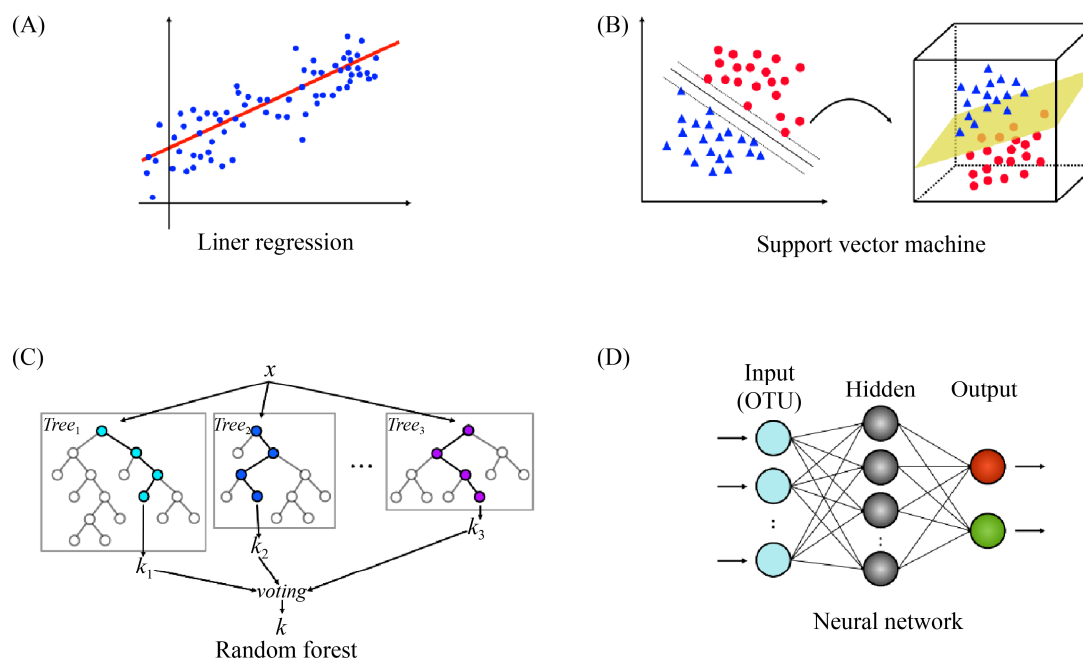 (A)
Liner regression
(B)
Support vector machine
(C)
x
Tree1
Tree2
...
Tree3
k1
k2
k3
voting
k
Random forest
(D)
Input
(OTU)
Hidden
Output
Neural network